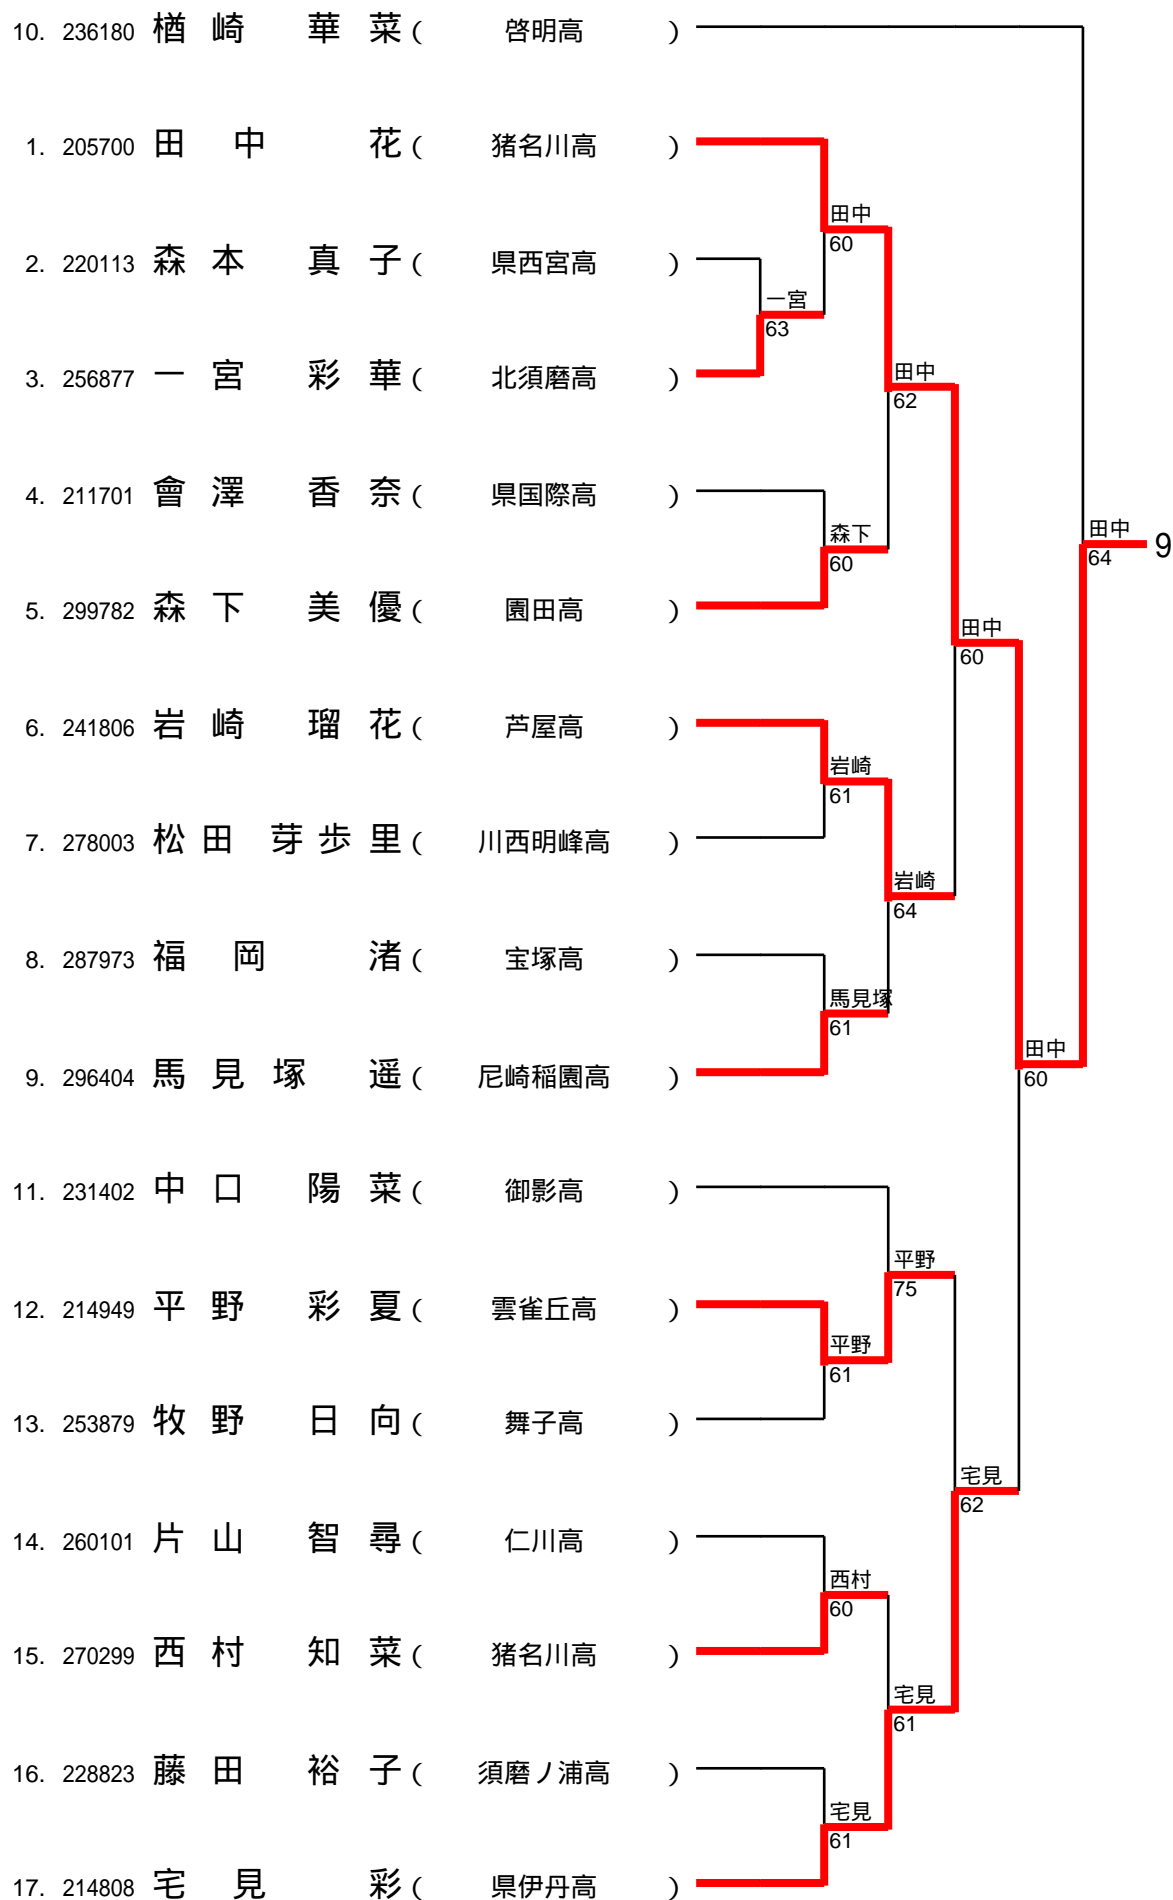 10. 236180 楢崎 華菜 ( 啓明高 )
1. 205700 田中 花 ( 猪名川高 )
田中
60
2. 220113 森本 真子 ( 県西宮高 )
一宮
63
3. 256877 一宮 彩華 ( 北須磨高 )
田中
62
4. 211701 會澤 香奈 ( 県国際高 )
森下
60
田中
64
9
5. 299782 森下 美優 ( 園田高 )
田中
60
6. 241806 岩崎 瑠花 ( 芦屋高 )
岩崎
61
7. 278003 松田 芽歩里 ( 川西明峰高 )
岩崎
64
8. 287973 福岡 渚 ( 宝塚高 )
馬見塚
61
9. 296404 馬見塚 遥 ( 尼崎稲園高 )
田中
60
11. 231402 中口 陽菜 ( 御影高 )
平野
75
12. 214949 平野 彩夏 ( 雲雀丘高 )
平野
61
13. 253879 牧野 日向 ( 舞子高 )
宅見
62
14. 260101 片山 智尋 ( 仁川高 )
西村
60
15. 270299 西村 知菜 ( 猪名川高 )
宅見
61
16. 228823 藤田 裕子 ( 須磨ノ浦高 )
宅見
61
17. 214808 宅見 彩 ( 県伊丹高 )